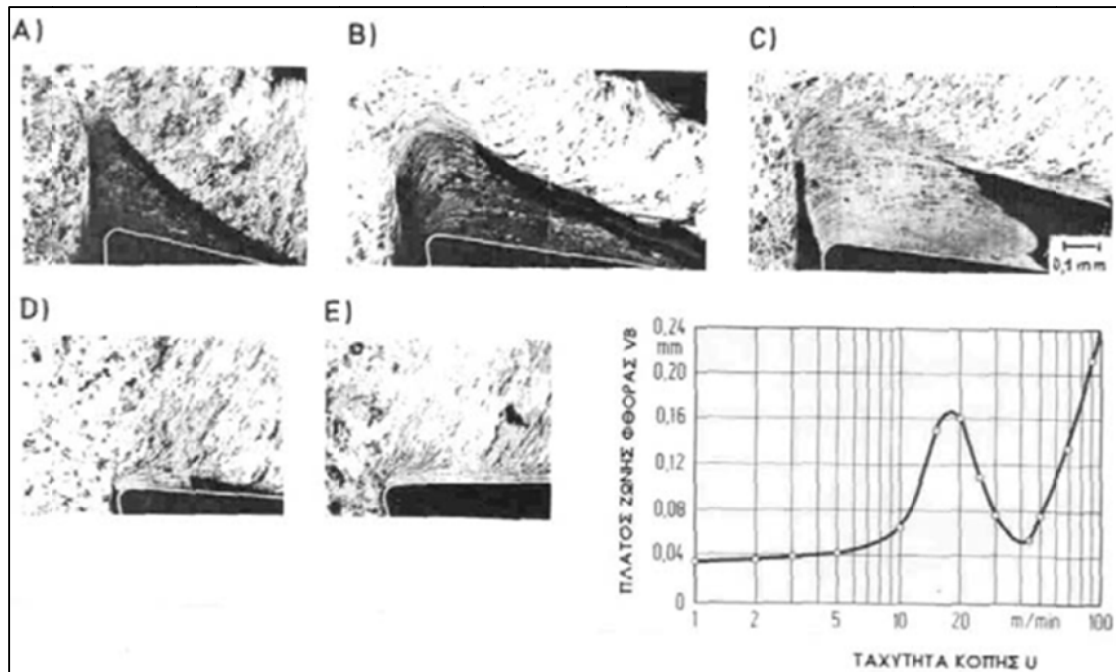 A)
B)
C)
0,1 mm
D)
E)
ΠΛΑΤΟΣ ΖΩΝΗΣ ΦΘΟΡΑΣ VB
0,24
mm
0,20
0,16
0,12
0,08
0,04
0
1 2 5 10 20 m/min 100
ΤΑΧΥΤΗΤΑ ΚΟΠΗΣ U